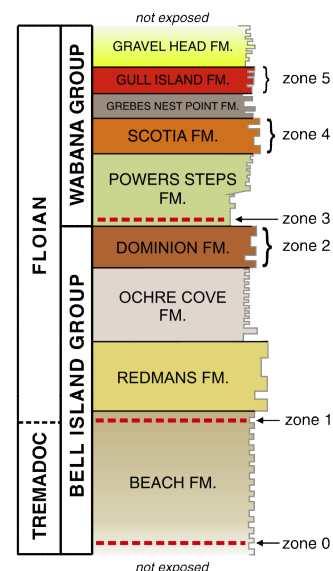 not exposed
GRAVEL HEAD FM.
GULL ISLAND FM.
zone 5
GREBES NEST POINT FM.
SCOTIA FM.
zone 4
POWERS STEPS
FM.
zone 3
DOMINION FM.
zone 2
OCHRE COVE
FM.
REDMANS FM.
zone 1
BEACH FM.
zone 0
not exposed
WABANA GROUP
BELL ISLAND GROUP
FLOIAN
TREMADOC